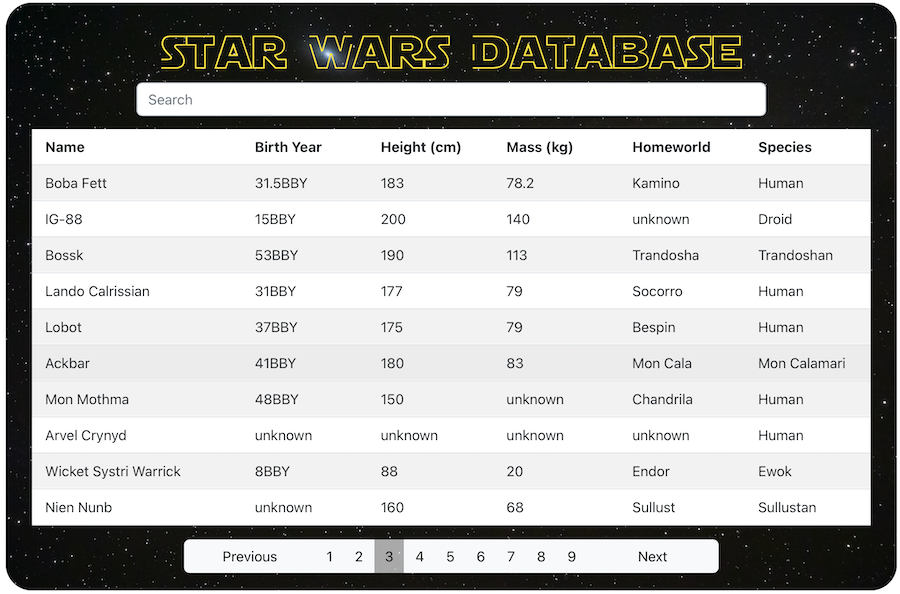 STAR WARS DATABASE
Search
Name Birth Year Height (cm) Mass (kg) Homeworld Species
Boba Fett 31.5BBY 183 78.2 Kamino Human
IG-88 15BBY 200 140 unknown Droid
Bossk 53BBY 190 113 Trandosha Trandoshan
Lando Calrissian 31BBY 177 79 Socorro Human
Lobot 37BBY 175 79 Bespin Human
Ackbar 41BBY 180 83 Mon Cala Mon Calamari
Mon Mothma 48BBY 150 unknown Chandrila Human
Arvel Crynyd unknown unknown unknown unknown Human
Wicket Systri Warrick 8BBY 88 20 Endor Ewok
Nien Nunb unknown 160 68 Sullust Sullustan
Previous 1 2 3 4 5 6 7 8 9 Next